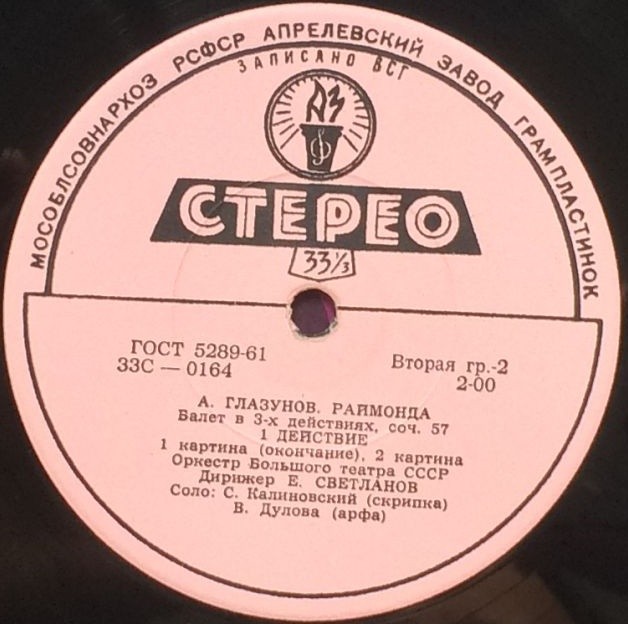 МОСОБЛСОВНАРХОЗ РСФСР АПРЕЛЕВСКИЙ ЗАВОД ГРАМПЛАСТИНОК
ЗАПИСАНО ВСГ
АЗ
СТЕРЕО
33⅓
ГОСТ 5289-61
33С — 0164
Вторая гр.-2
2-00
А. ГЛАЗУНОВ. РАЙМОНДА
Балет в 3-х действиях, соч. 57
1 ДЕЙСТВИЕ
1 картина (окончание), 2 картина
Оркестр Большого театра СССР
Дирижер Е. СВЕТЛАНОВ
Соло: С. Калиновский (скрипка)
В. Дулова (арфа)